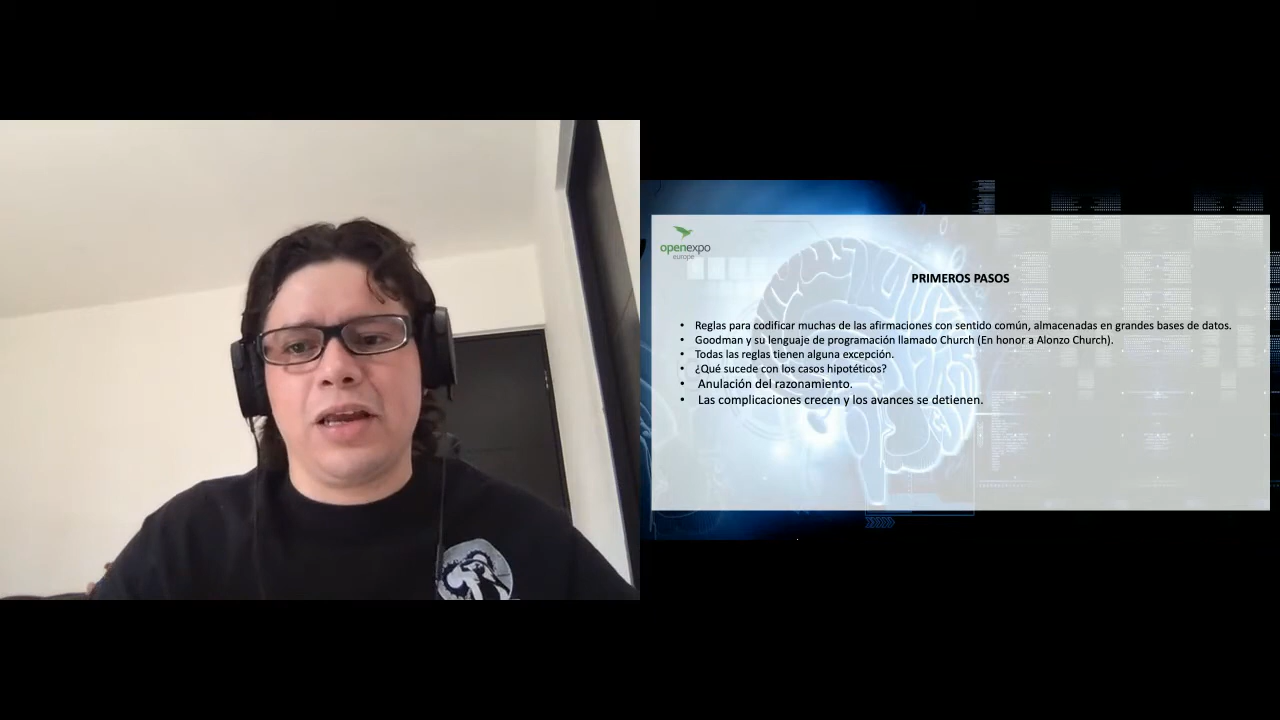 openexpo
europe
PRIMEROS PASOS
• Reglas para codificar muchas de las afirmaciones con sentido común, almacenadas en grandes bases de datos.
• Goodman y su lenguaje de programación llamado Church (En honor a Alonzo Church).
• Todas las reglas tienen alguna excepción.
• ¿Qué sucede con los casos hipotéticos?
• Anulación del razonamiento.
• Las complicaciones crecen y los avances se detienen.